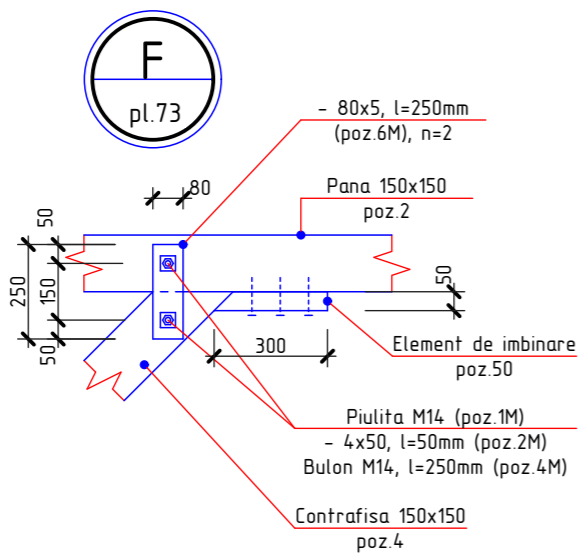 F
pl.73
- 80x5, l=250mm
(poz.6M), n=2
80
Pana 150x150
poz.2
50
250
150
50
50
300
Element de imbinare
poz.50
Piulita M14 (poz.1M)
- 4x50, l=50mm (poz.2M)
Bulon M14, l=250mm (poz.4M)
Contrafisa 150x150
poz.4